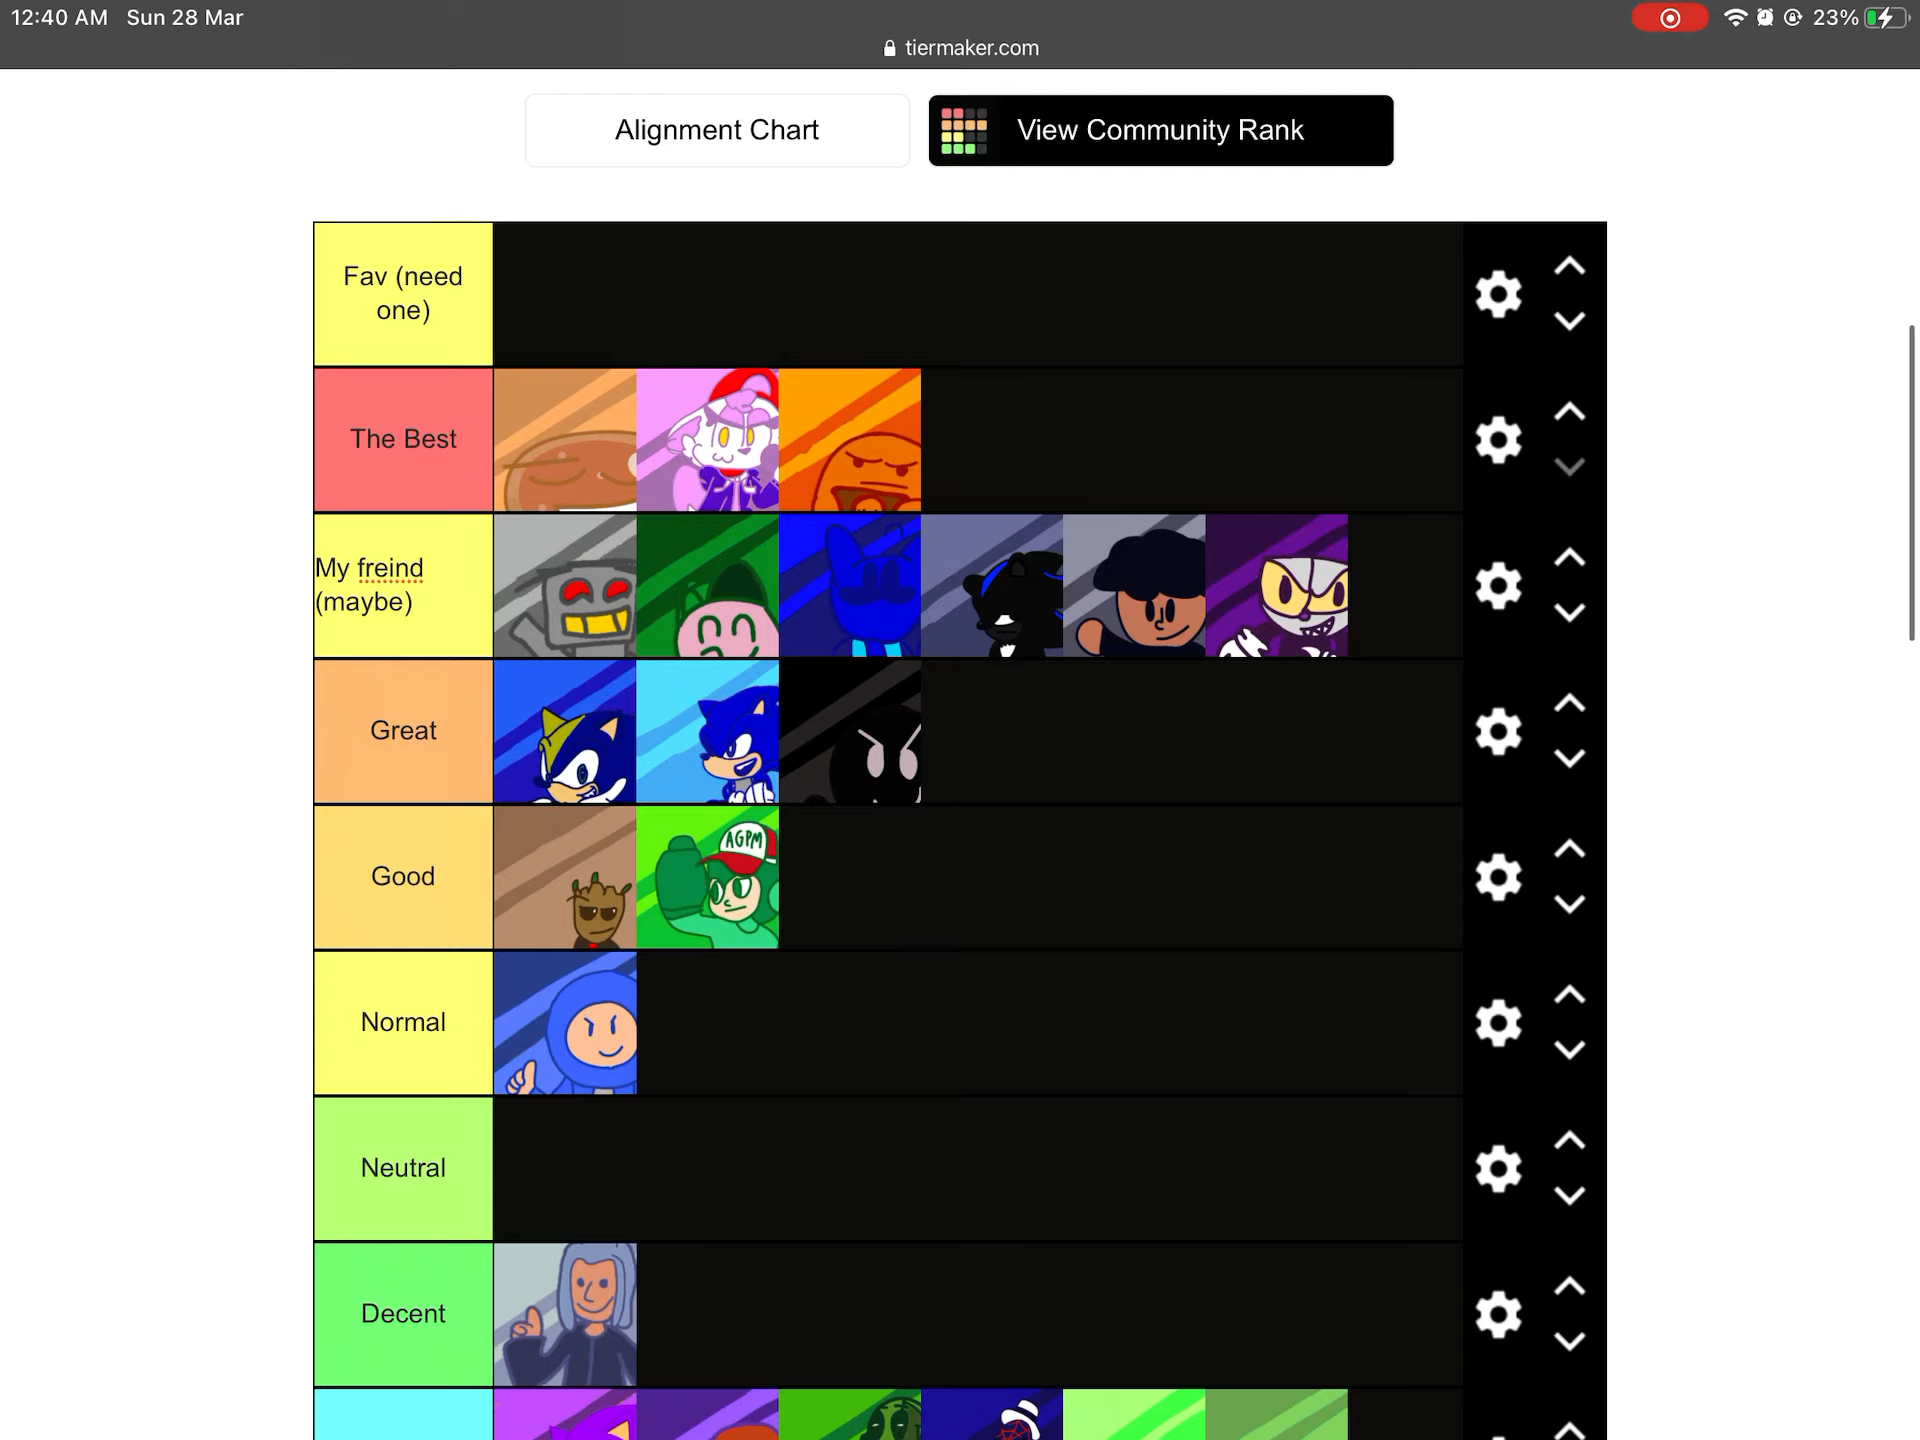 12:40 AM Sun 28 Mar
23%
tiermaker.com
Alignment Chart
View Community Rank
Fav (need
one)
The Best
My freind
(maybe)
Great
Good
AGPM
Normal
Neutral
Decent